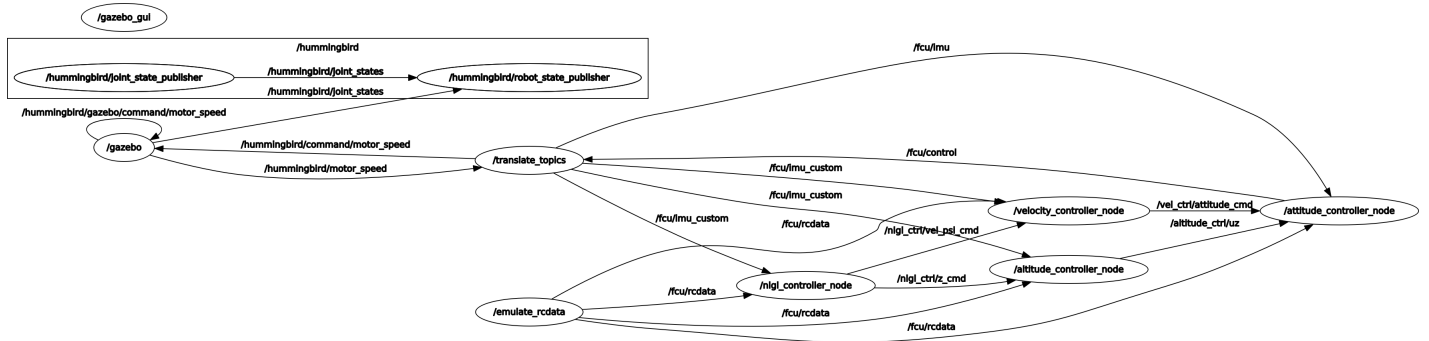 /gazebo_gui
/hummingbird
/fcu/imu
/hummingbird/joint_state_publisher
/hummingbird/joint_states
/hummingbird/robot_state_publisher
/hummingbird/joint_states
/hummingbird/gazebo/command/motor_speed
/gazebo
/hummingbird/command/motor_speed
/hummingbird/motor_speed
/translate_topics
/fcu/control
/fcu/imu_custom
/fcu/imu_custom
/fcu/imu_custom
/fcu/rcdata
/velocity_controller_node
/vel_ctrl/attitude_cmd
/attitude_controller_node
/nlgl_ctrl/vel_psi_cmd
/altitude_ctrl/uz
/altitude_controller_node
/nlgl_controller_node
/nlgl_ctrl/z_cmd
/fcu/rcdata
/emulate_rcdata
/fcu/rcdata
/fcu/rcdata